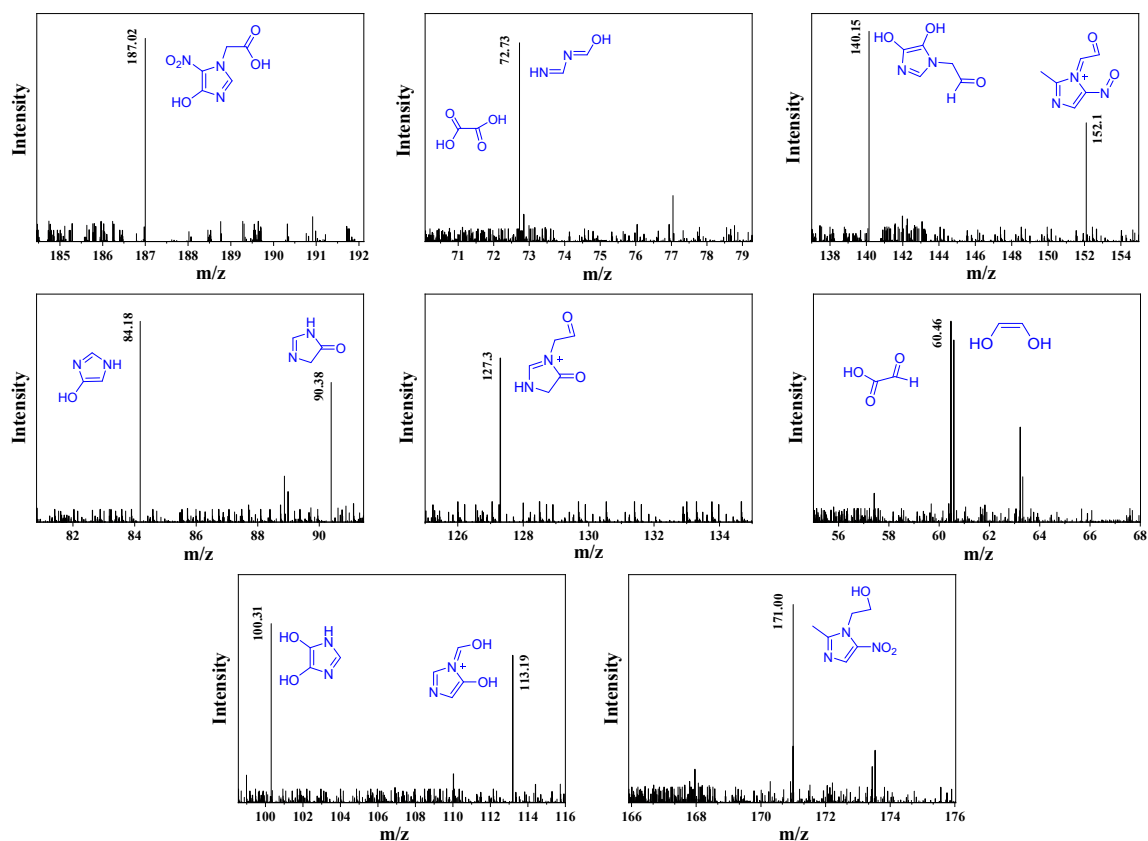 Intensity
187.02
NO₂
HO
N
N
O
OH
185 186 187 188 189 190 191 192
m/z
Intensity
72.73
O
HO
OH
O
HN
N
OH
71 72 73 74 75 76 77 78 79
m/z
Intensity
140.15
HO
OH
N
N
O
H
O
N
+
N
N
O
152.1
138 140 142 144 146 148 150 152 154
m/z
Intensity
84.18
N
NH
HO
H
N
N
O
90.38
82 84 86 88 90
m/z
Intensity
127.3
O
N
+
O
HN
126 128 130 132 134
m/z
Intensity
60.46
HO
O
O
H
HO
OH
56 58 60 62 64 66 68
m/z
Intensity
100.31
HO
HO
H
N
N
OH
N
+
OH
N
113.19
100 102 104 106 108 110 112 114 116
m/z
Intensity
171.00
HO
N
N
NO₂
166 168 170 172 174 176
m/z